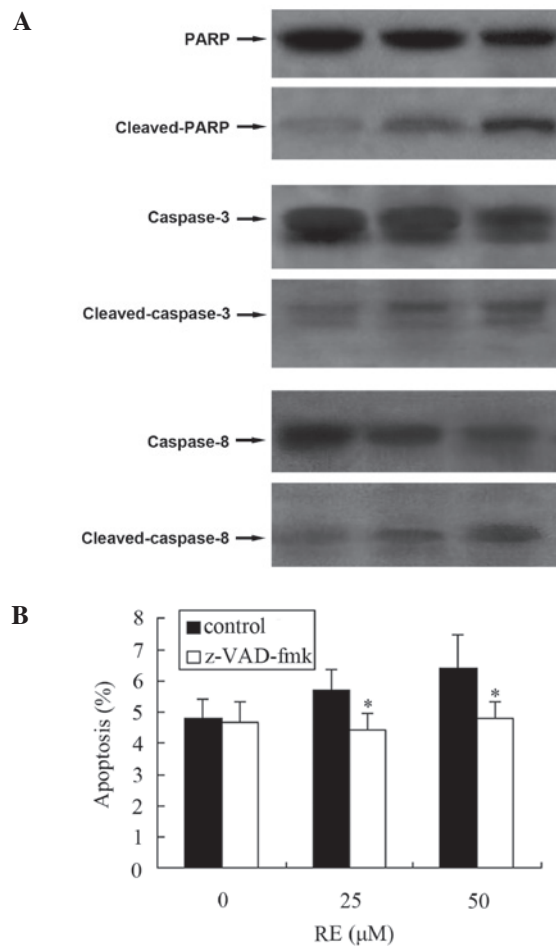 A
PARP
Cleaved-PARP
Caspase-3
Cleaved-caspase-3
Caspase-8
Cleaved-caspase-8
B
control
z-VAD-fmk
Apoptosis (%)
8
7
6
5
4
3
2
1
0
*
*
0 25 50
RE (μM)